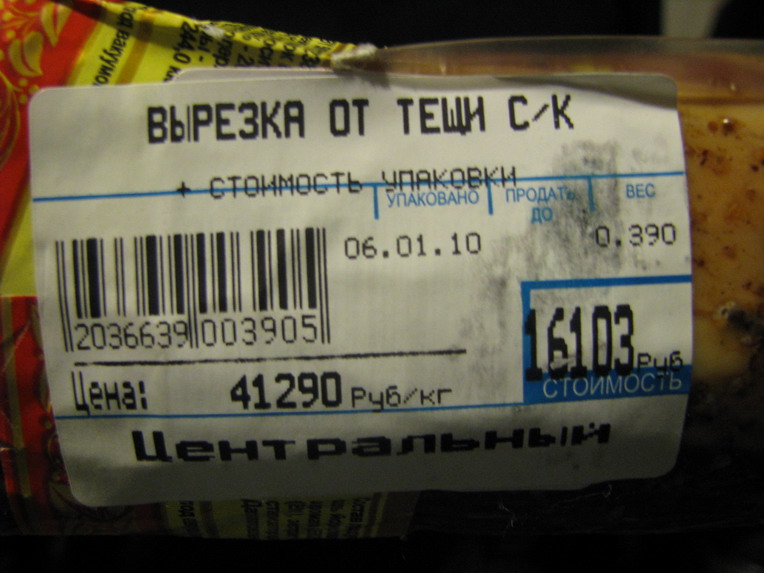 ВЫРЕЗКА ОТ ТЕЩИ С/К
+ СТОИМОСТЬ УПАКОВКИ
УПАКОВАНО ПРОДАТЬ ДО ВЕС
06.01.10 0.390
2036639 003905
16103 Руб
СТОИМОСТЬ
Цена: 41290 Руб/кг
Центральный